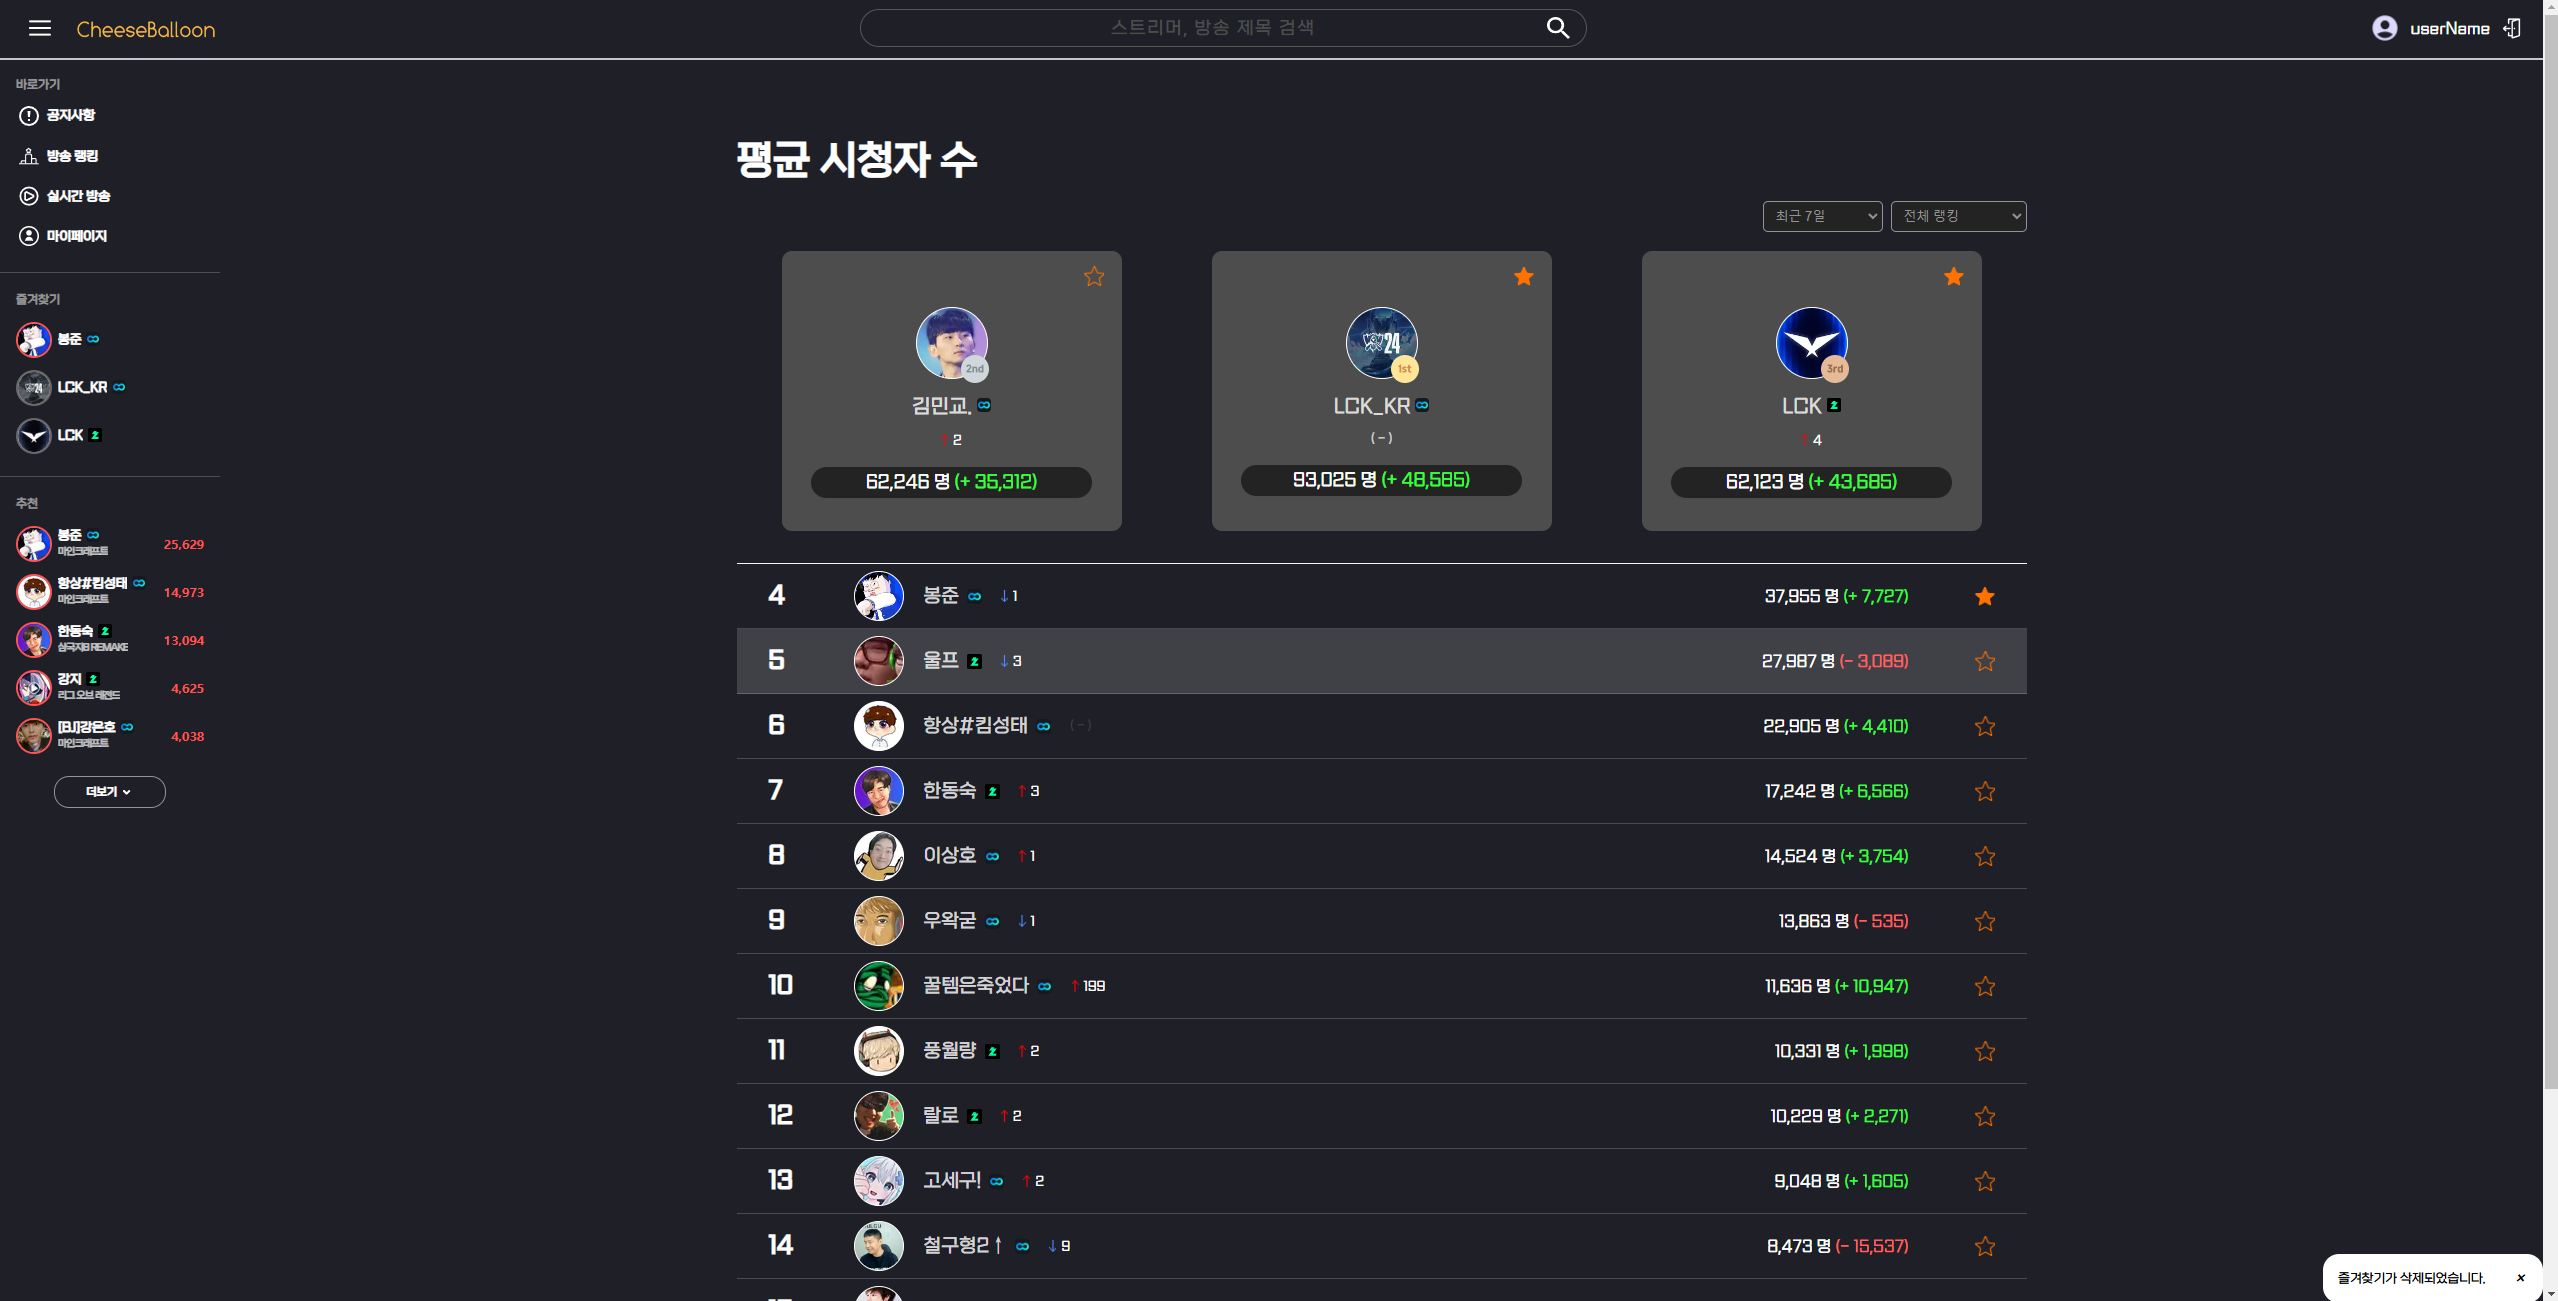 CheeseBalloon
스트리머, 방송 제목 검색
userName
바로가기
공지사항
방송 랭킹
실시간 방송
마이페이지
즐겨찾기
봉준
LCK_KR
LCK
추천
봉준
마인크래프트
25,629
항상#킴성태
마인크래프트
14,973
한동숙
삼국지8 REMAKE
13,094
강지
리그 오브 레전드
4,625
[BJ]강은호
마인크래프트
4,038
더보기
평균 시청자 수
최근 7일
전체 랭킹
2nd
김민교.
↑ 2
62,246 명 (+ 35,312)
24
1st
LCK_KR
( - )
93,025 명 (+ 48,585)
3rd
LCK
↑ 4
62,123 명 (+ 43,685)
4 봉준 ↓ 1 37,955 명 (+ 7,727)
5 울프 ↓ 3 27,987 명 (- 3,089)
6 항상#킴성태 ( - ) 22,905 명 (+ 4,410)
7 한동숙 ↑ 3 17,242 명 (+ 6,566)
8 이상호 ↑ 1 14,524 명 (+ 3,754)
9 우왁굳 ↓ 1 13,863 명 (- 535)
10 꿀템은죽었다 ↑ 199 11,636 명 (+ 10,947)
11 풍월량 ↑ 2 10,331 명 (+ 1,998)
12 랄로 ↑ 2 10,229 명 (+ 2,271)
13 고세구! ↑ 2 9,048 명 (+ 1,605)
14 철구형2↑ ↓ 9 8,473 명 (- 15,537)
즐겨찾기가 삭제되었습니다. ×